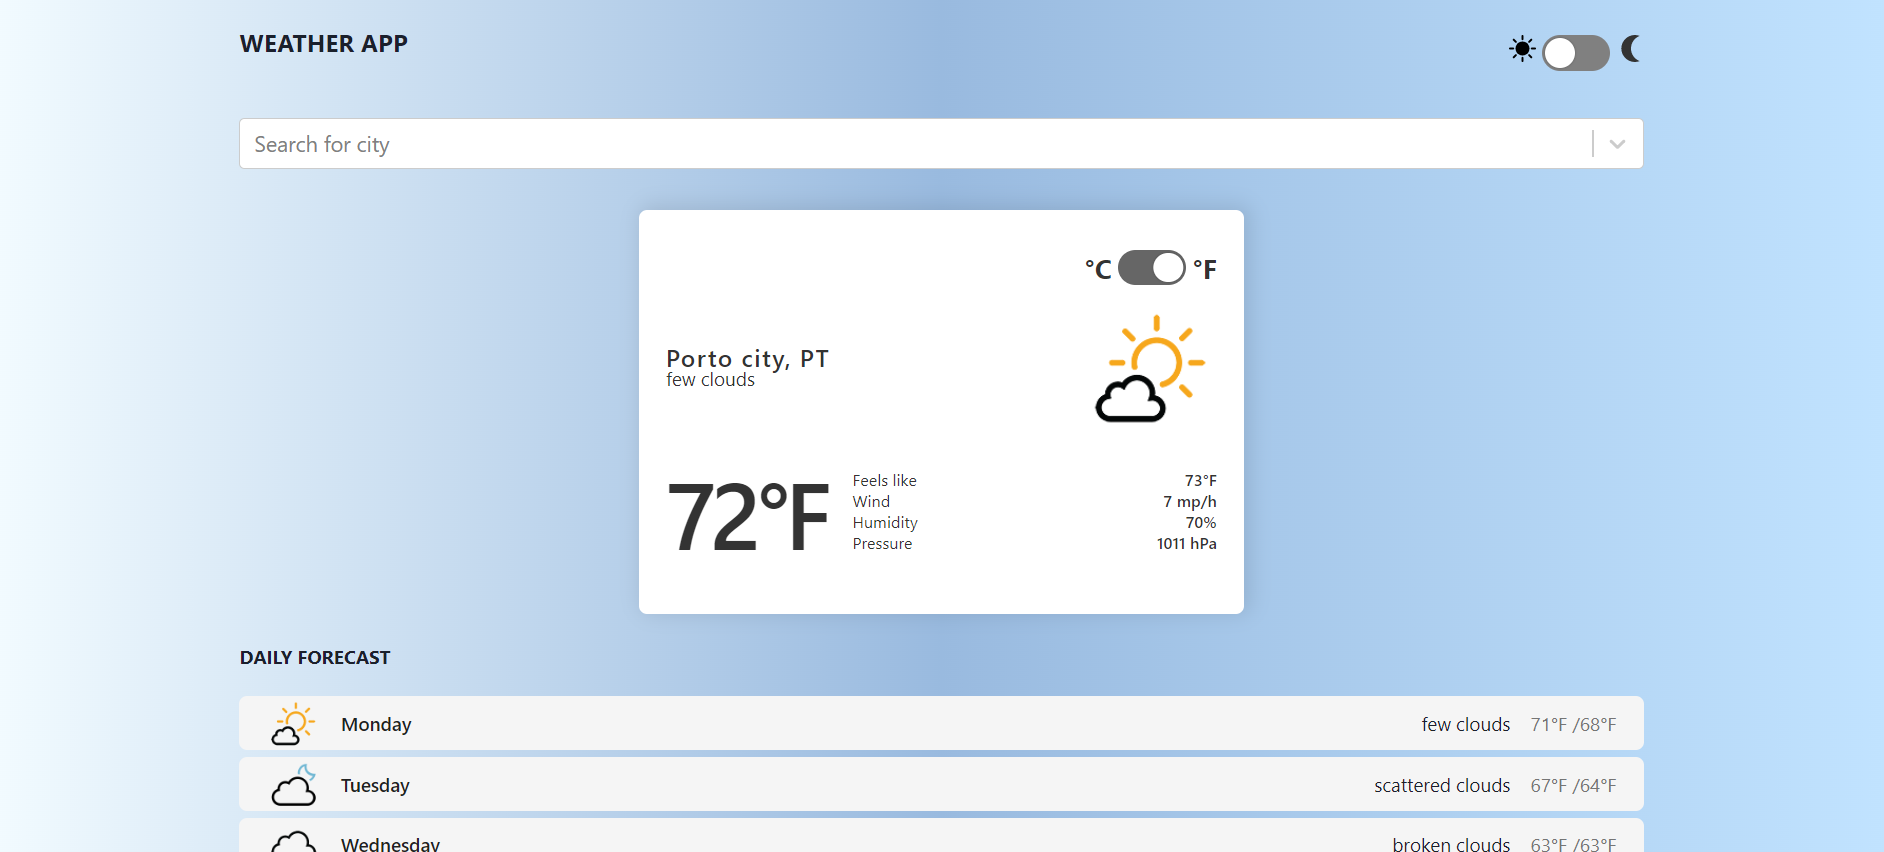 WEATHER APP
Search for city
°C °F
Porto city, PT
few clouds
72°F
Feels like 73°F
Wind 7 mp/h
Humidity 70%
Pressure 1011 hPa
DAILY FORECAST
Monday few clouds 71°F /68°F
Tuesday scattered clouds 67°F /64°F
Wednesday broken clouds 63°F /63°F